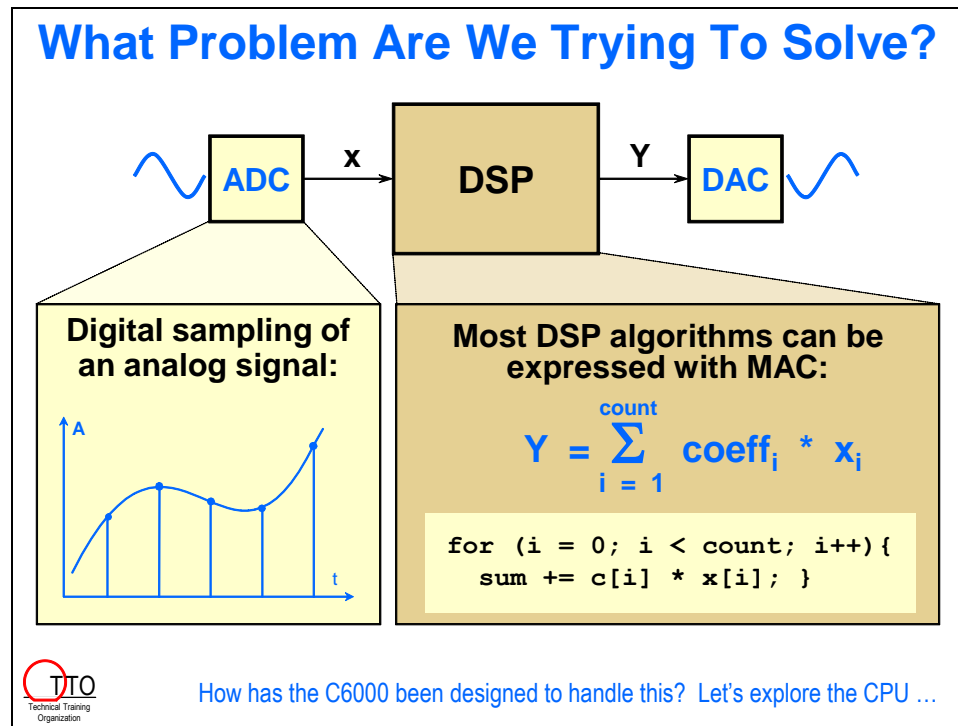 What Problem Are We Trying To Solve?
ADC
x
DSP
Y
DAC
Digital sampling of
an analog signal:
A
t
Most DSP algorithms can be
expressed with MAC:
count
Y = Σ coeffᵢ * xᵢ
i = 1
for (i = 0; i < count; i++){
sum += c[i] * x[i]; }
TTO
Technical Training
Organization
How has the C6000 been designed to handle this? Let's explore the CPU …